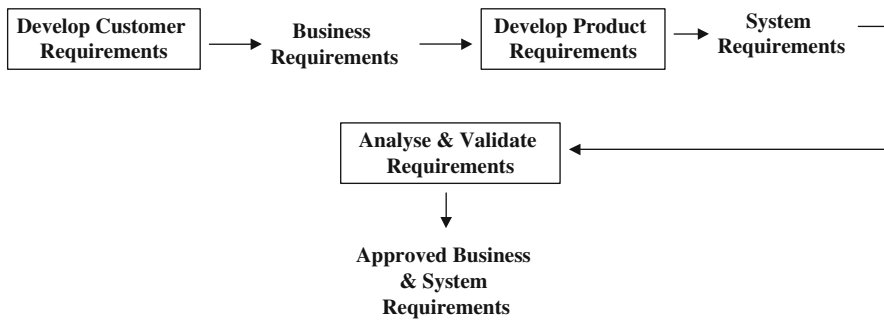 Develop Customer
Requirements
Business
Requirements
Develop Product
Requirements
System
Requirements
Analyse & Validate
Requirements
Approved Business
& System
Requirements